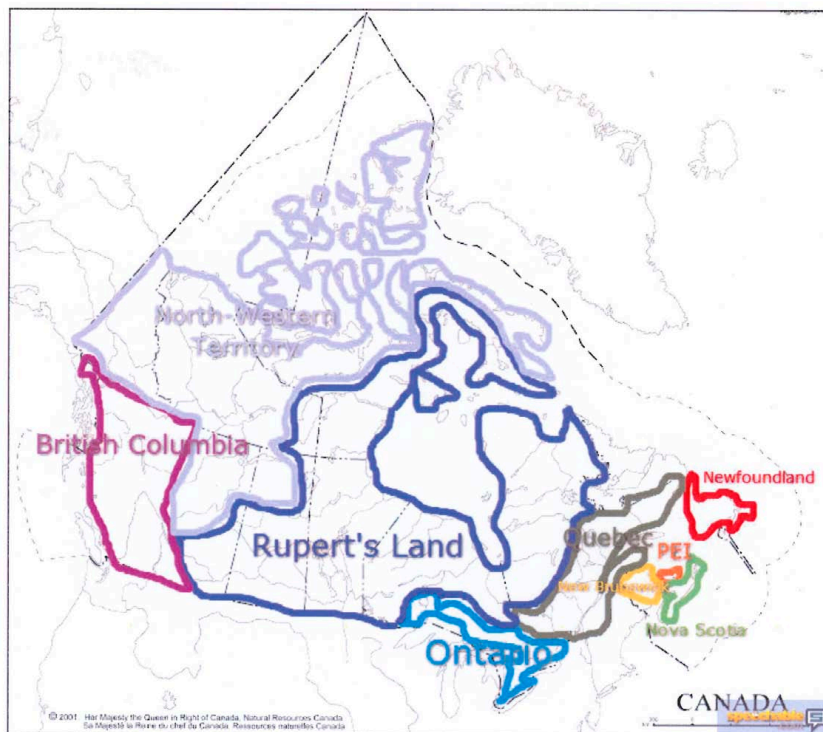 North-Western
Territory
British Columbia
Newfoundland
Rupert's Land
Quebec
PEI
New Brunswick
Nova Scotia
Ontario
CANADA
© 2001. Her Majesty the Queen in Right of Canada, Natural Resources Canada.
Sa Majesté la Reine du chef du Canada, Ressources naturelles Canada.